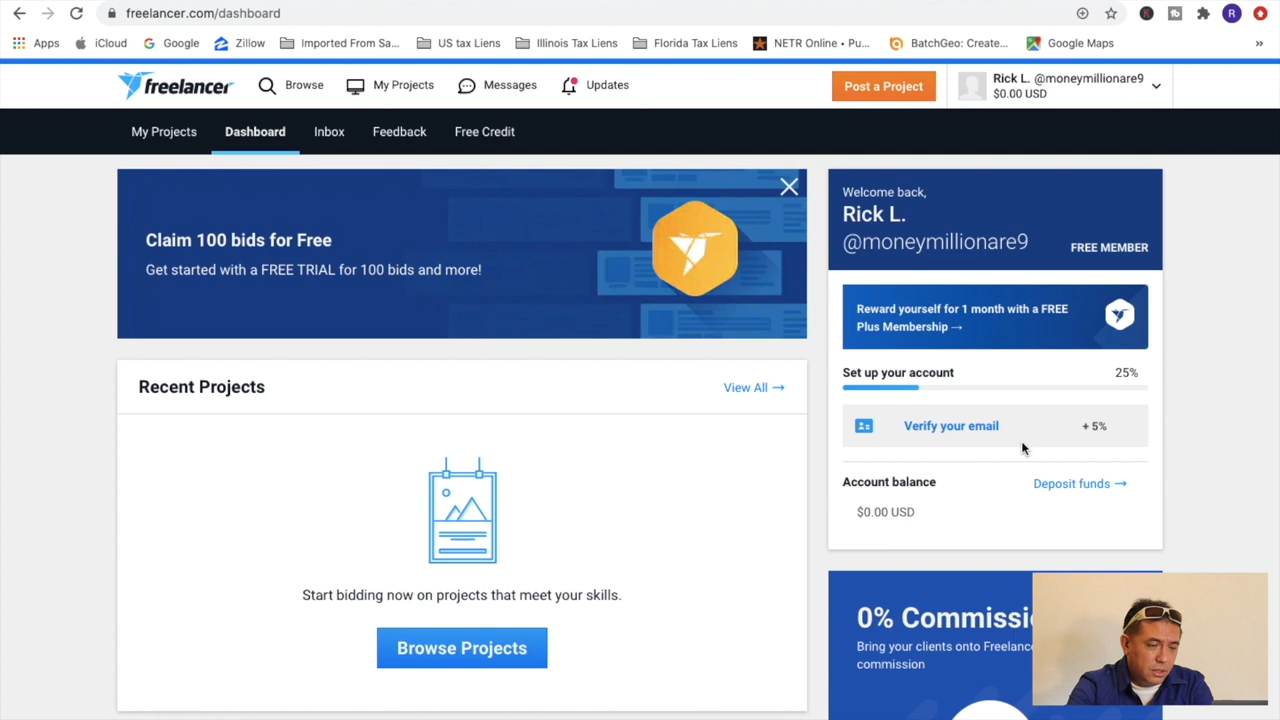 freelancer.com/dashboard
R
Apps
iCloud
Google
Zillow
Imported From Sa...
US tax Liens
Illinois Tax Liens
Florida Tax Liens
NETR Online • Pu...
BatchGeo: Create...
Google Maps
»
freelancer
Browse
My Projects
Messages
Updates
Post a Project
Rick L. @moneymillionare9
$0.00 USD
My Projects
Dashboard
Inbox
Feedback
Free Credit
Claim 100 bids for Free
Get started with a FREE TRIAL for 100 bids and more!
Welcome back,
Rick L.
@moneymillionare9
FREE MEMBER
Reward yourself for 1 month with a FREE
Plus Membership →
Set up your account
25%
Verify your email
+ 5%
Account balance
Deposit funds →
$0.00 USD
Recent Projects
View All →
Start bidding now on projects that meet your skills.
Browse Projects
0% Commissi
Bring your clients onto Freelanc
commission